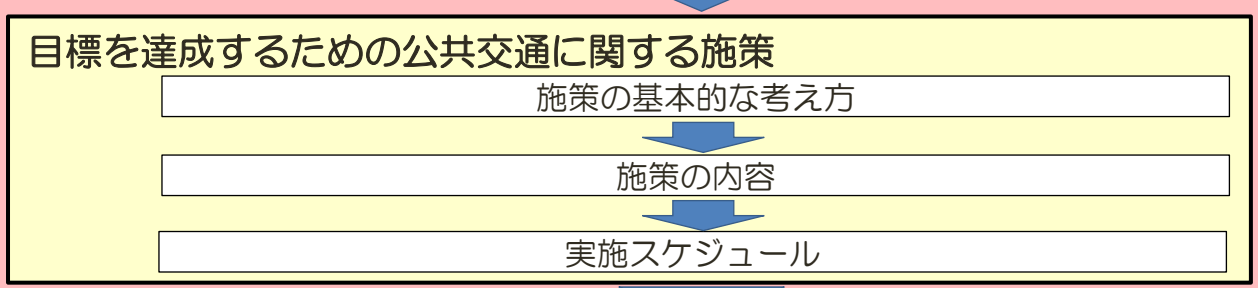 目標を達成するための公共交通に関する施策
施策の基本的な考え方
施策の内容
実施スケジュール